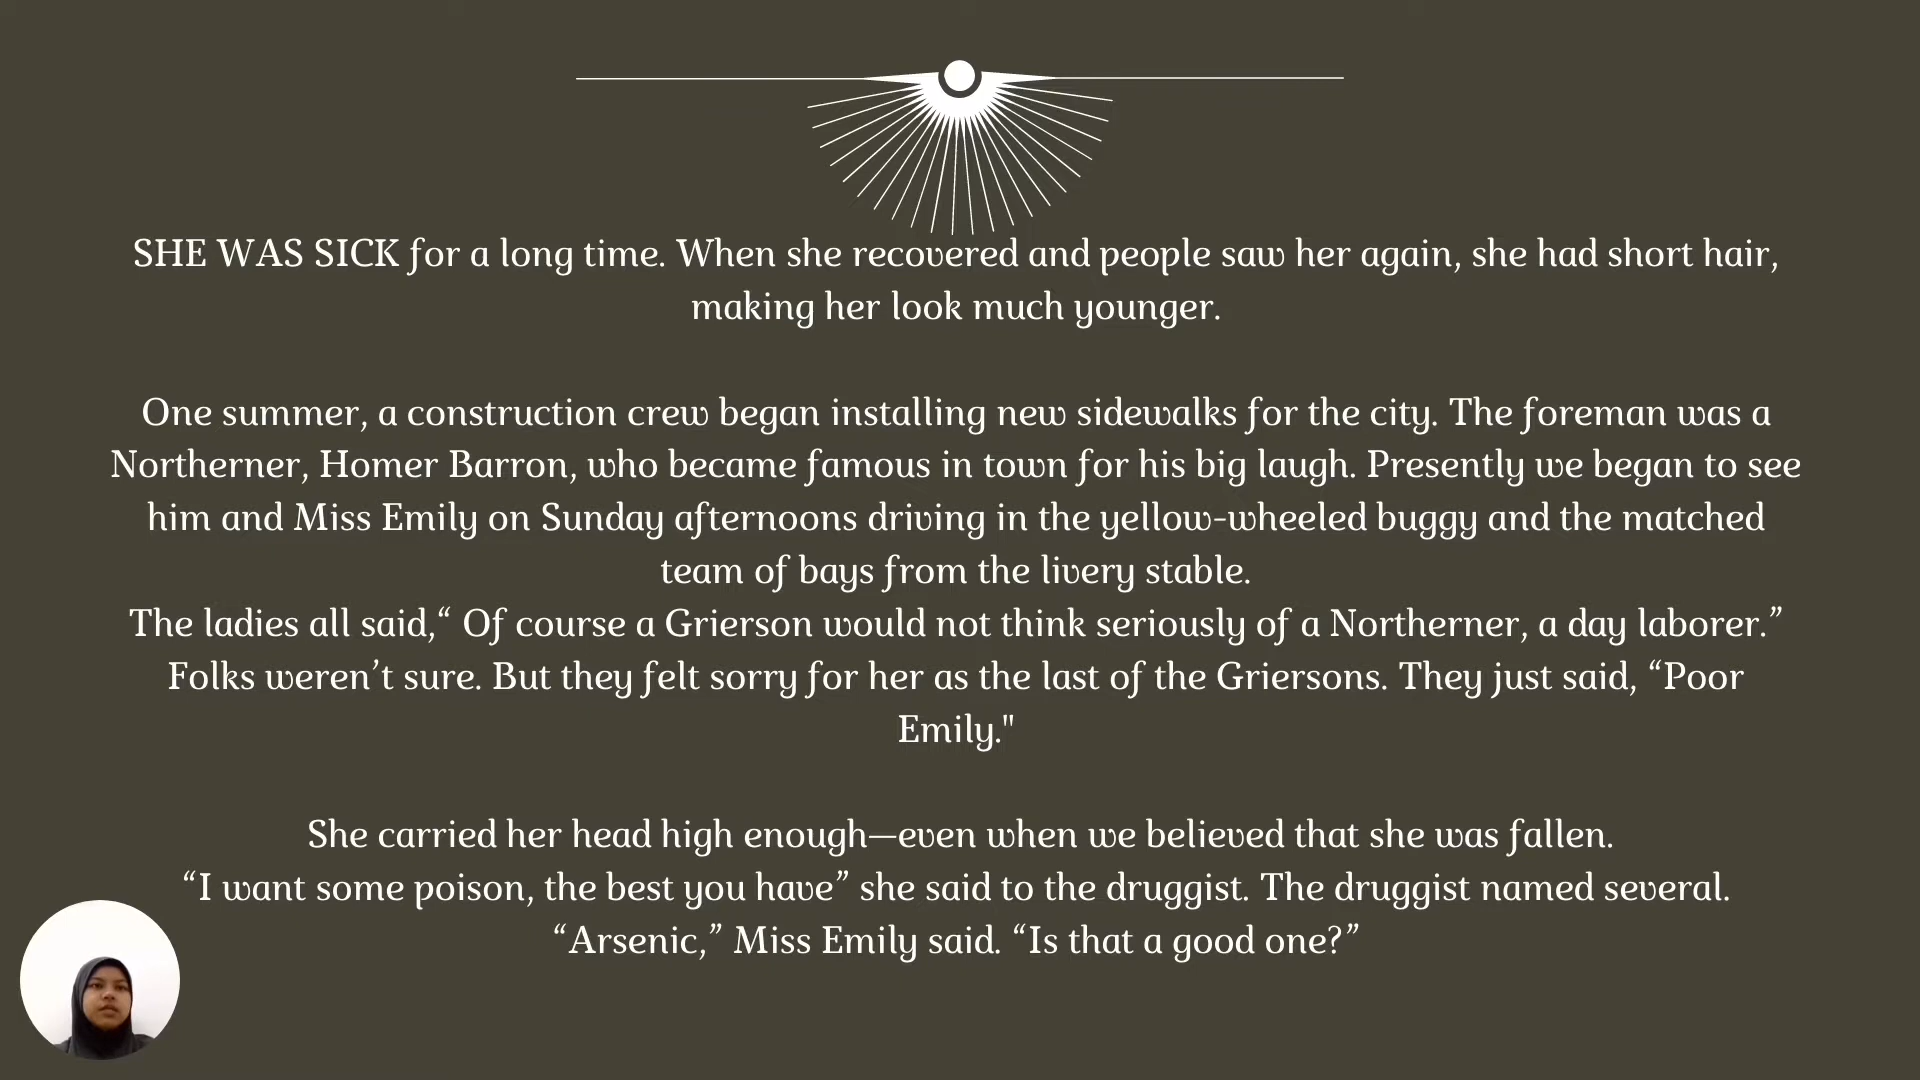 SHE WAS SICK for a long time. When she recovered and people saw her again, she had short hair,
making her look much younger.
One summer, a construction crew began installing new sidewalks for the city. The foreman was a
Northerner, Homer Barron, who became famous in town for his big laugh. Presently we began to see
him and Miss Emily on Sunday afternoons driving in the yellow-wheeled buggy and the matched
team of bays from the livery stable.
The ladies all said,“ Of course a Grierson would not think seriously of a Northerner, a day laborer.”
Folks weren’t sure. But they felt sorry for her as the last of the Griersons. They just said, “Poor
Emily."
She carried her head high enough—even when we believed that she was fallen.
“I want some poison, the best you have” she said to the druggist. The druggist named several.
“Arsenic,” Miss Emily said. “Is that a good one?”